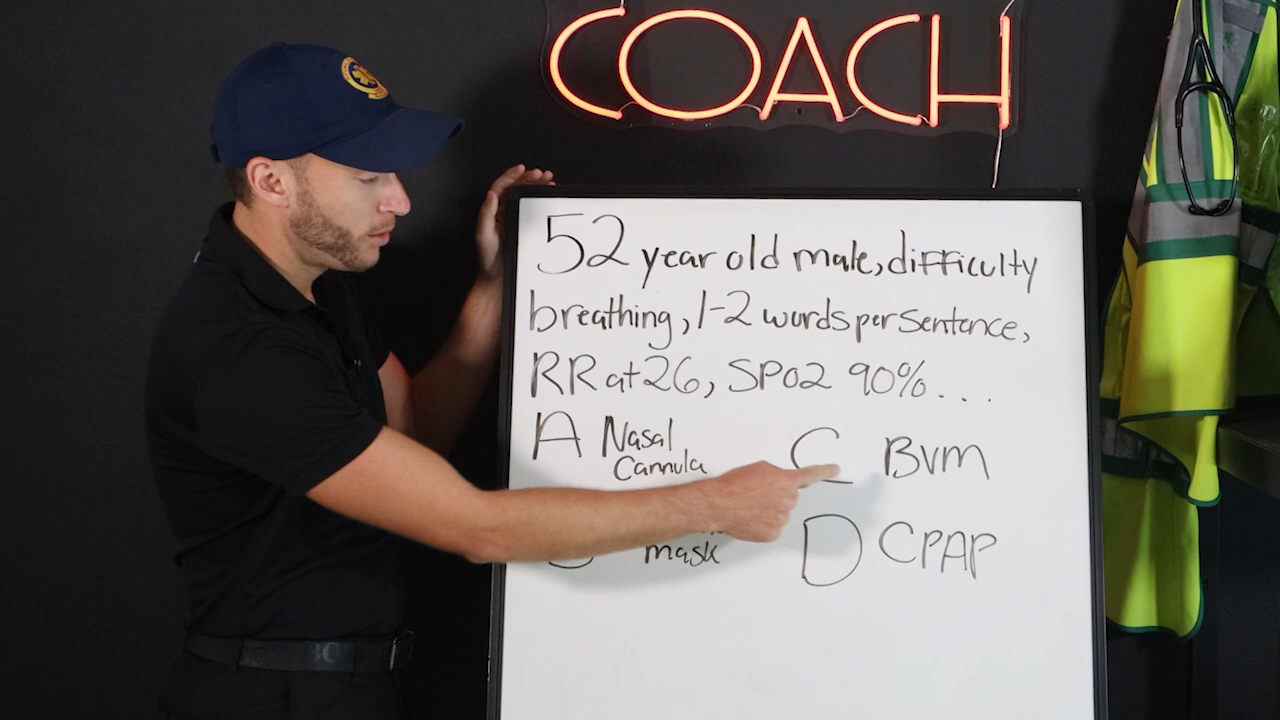 COACH
52 year old male, difficulty
breathing, 1-2 words per sentence,
RR at 26, SPO2 90%...
A Nasal
Cannula
C BVM
mask
D CPAP